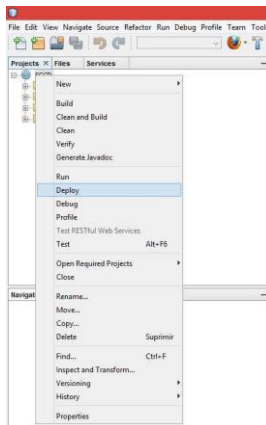 File Edit View Navigate Source Refactor Run Debug Profile Team Tool
Projects × Files Services
New
Build
Clean and Build
Clean
Verify
Generate Javadoc
Run
Deploy
Debug
Profile
Test RESTful Web Services
Test Alt+F6
Open Required Projects
Close
Navigat
Rename...
Move...
Copy...
Delete Suprimir
Find... Ctrl+F
Inspect and Transform...
Versioning
History
Properties